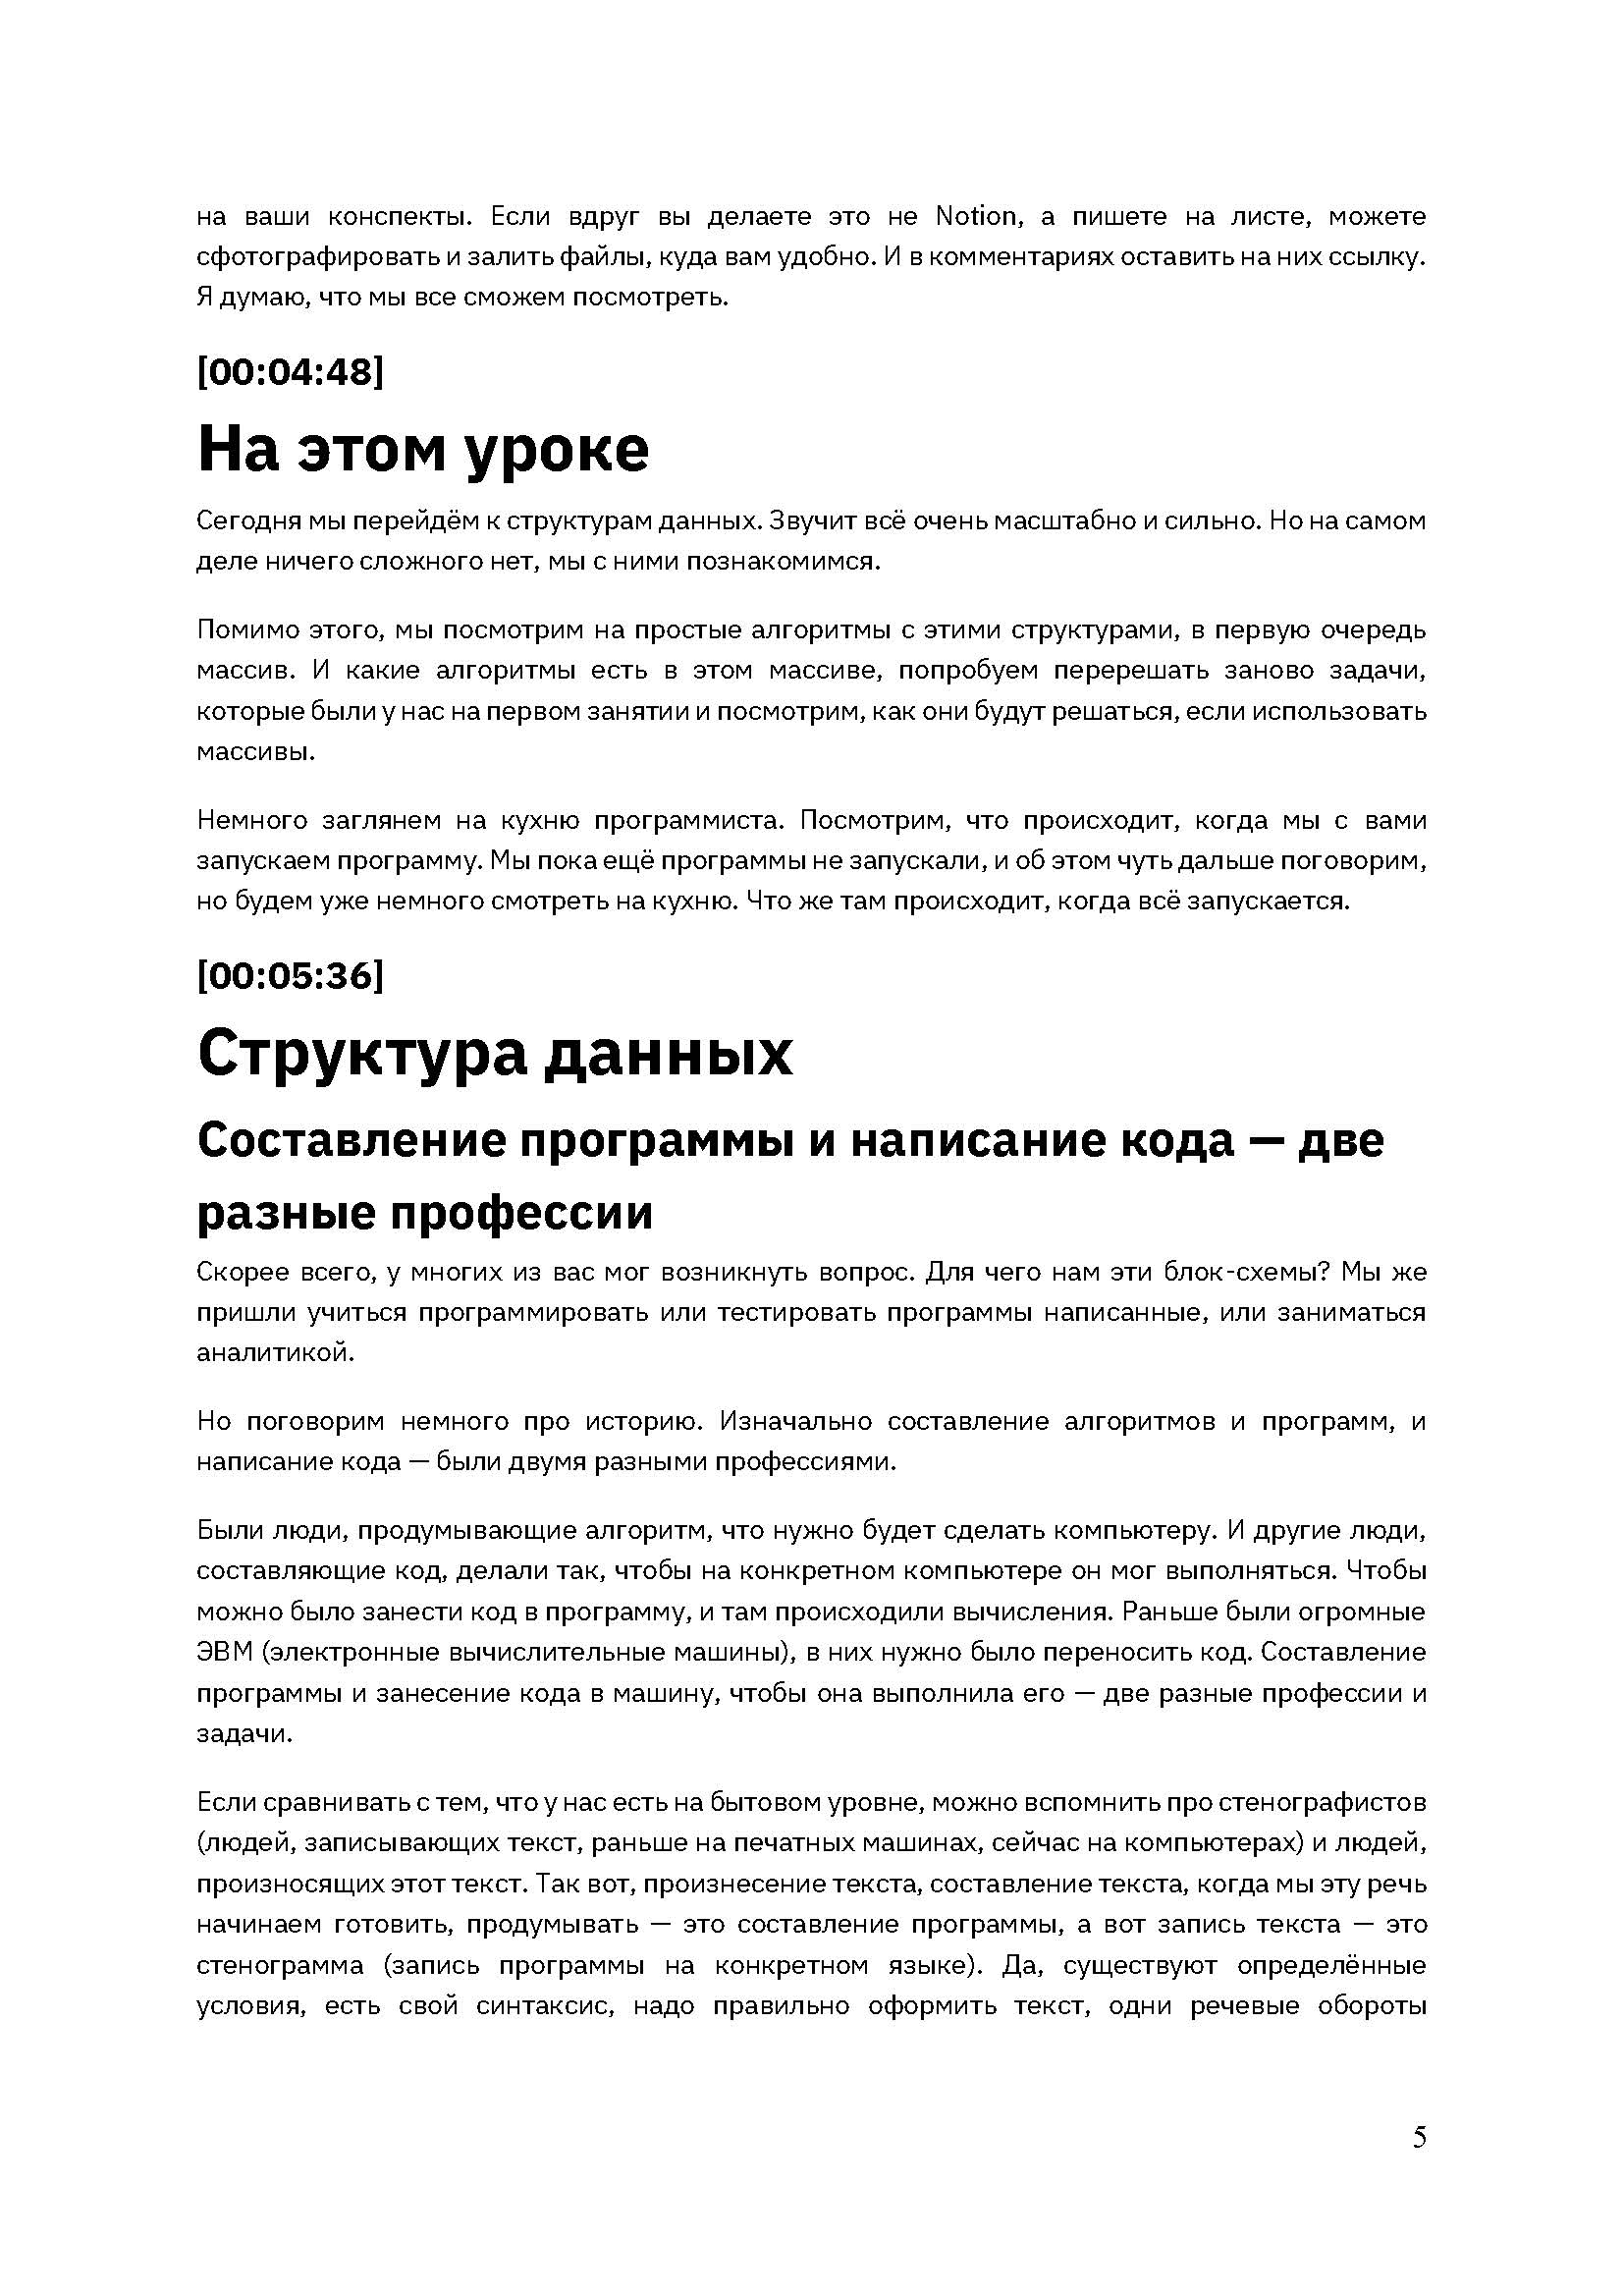 на ваши конспекты. Если вдруг вы делаете это не Notion, а пишете на листе, можете
сфотографировать и залить файлы, куда вам удобно. И в комментариях оставить на них ссылку.
Я думаю, что мы все сможем посмотреть.
[00:04:48]
На этом уроке
Сегодня мы перейдём к структурам данных. Звучит всё очень масштабно и сильно. Но на самом
деле ничего сложного нет, мы с ними познакомимся.
Помимо этого, мы посмотрим на простые алгоритмы с этими структурами, в первую очередь
массив. И какие алгоритмы есть в этом массиве, попробуем перерешать заново задачи,
которые были у нас на первом занятии и посмотрим, как они будут решаться, если использовать
массивы.
Немного заглянем на кухню программиста. Посмотрим, что происходит, когда мы с вами
запускаем программу. Мы пока ещё программы не запускали, и об этом чуть дальше поговорим,
но будем уже немного смотреть на кухню. Что же там происходит, когда всё запускается.
[00:05:36]
Структура данных
Составление программы и написание кода — две
разные профессии
Скорее всего, у многих из вас мог возникнуть вопрос. Для чего нам эти блок-схемы? Мы же
пришли учиться программировать или тестировать программы написанные, или заниматься
аналитикой.
Но поговорим немного про историю. Изначально составление алгоритмов и программ, и
написание кода — были двумя разными профессиями.
Были люди, продумывающие алгоритм, что нужно будет сделать компьютеру. И другие люди,
составляющие код, делали так, чтобы на конкретном компьютере он мог выполняться. Чтобы
можно было занести код в программу, и там происходили вычисления. Раньше были огромные
ЭВМ (электронные вычислительные машины), в них нужно было переносить код. Составление
программы и занесение кода в машину, чтобы она выполнила его — две разные профессии и
задачи.
Если сравнивать с тем, что у нас есть на бытовом уровне, можно вспомнить про стенографистов
(людей, записывающих текст, раньше на печатных машинах, сейчас на компьютерах) и людей,
произносящих этот текст. Так вот, произнесение текста, составление текста, когда мы эту речь
начинаем готовить, продумывать — это составление программы, а вот запись текста — это
стенограмма (запись программы на конкретном языке). Да, существуют определённые
условия, есть свой синтаксис, надо правильно оформить текст, одни речевые обороты
5